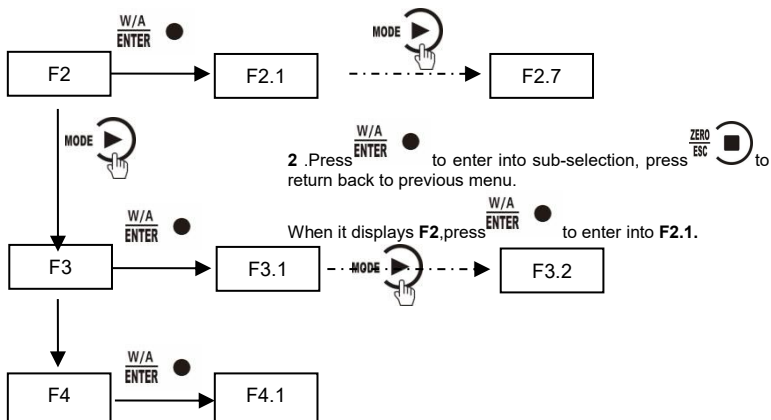 W/A
ENTER
MODE
F2
F2.1
F2.7
MODE
2 .Press W/A ENTER to enter into sub-selection, press ZERO ESC to
return back to previous menu.
When it displays F2,press W/A ENTER to enter into F2.1.
W/A
ENTER
F3
F3.1
MODE
F3.2
W/A
ENTER
F4
F4.1